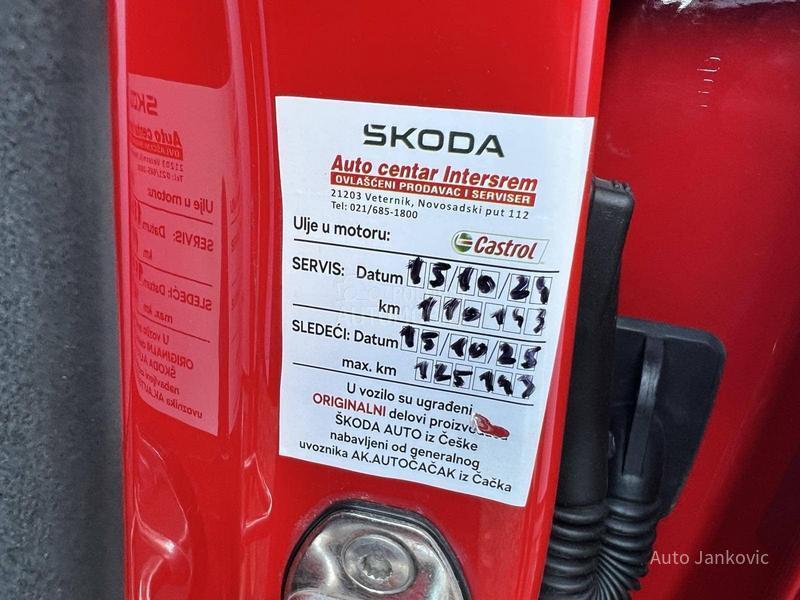 ŠKODA
Auto centar Intersrem
OVLAŠĆENI PRODAVAC I SERVISER
21203 Veternik, Novosadski put 112
Tel: 021/685-1800
Ulje u motoru:
Castrol
SERVIS: Datum 15/10/24
km 110143
SLEDEĆI: Datum 15/10/25
max. km 125143
U vozilo su ugrađeni
ORIGINALNI delovi
ŠKODA AUTO iz Češke
nabavljeni od generalnog
uvoznika AK.AUTOČAČAK iz Čačka
Auto Jankovic